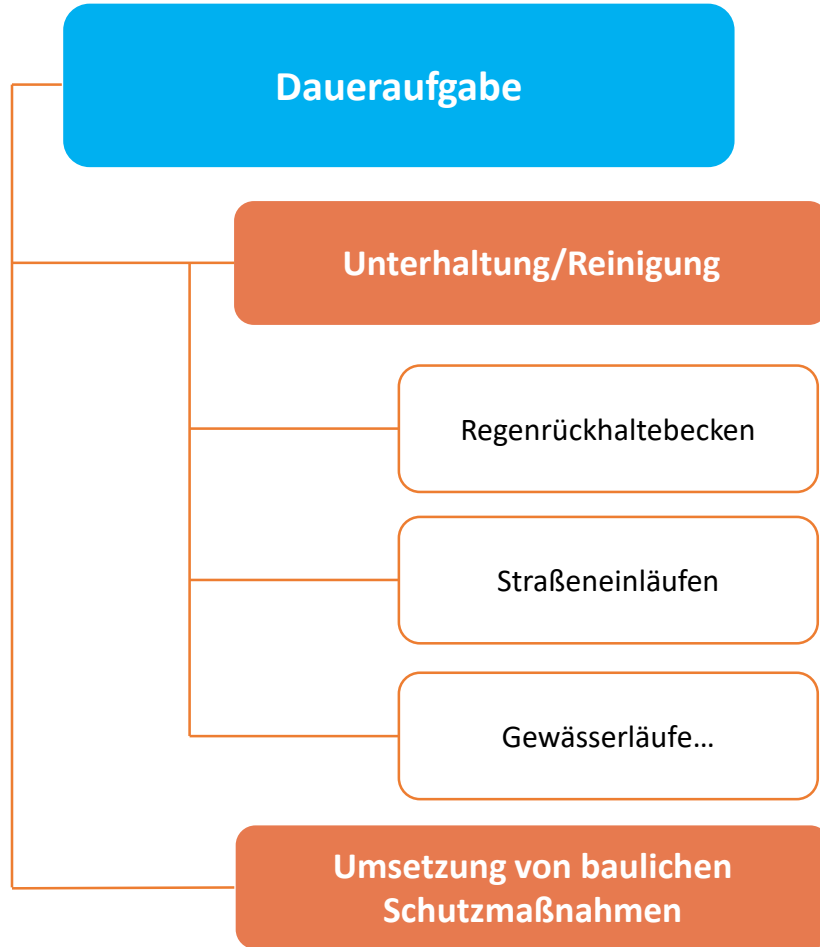 Daueraufgabe
Unterhaltung/Reinigung
Regenrückhaltebecken
Straßeneinläufen
Gewässerläufe...
Umsetzung von baulichen
Schutzmaßnahmen